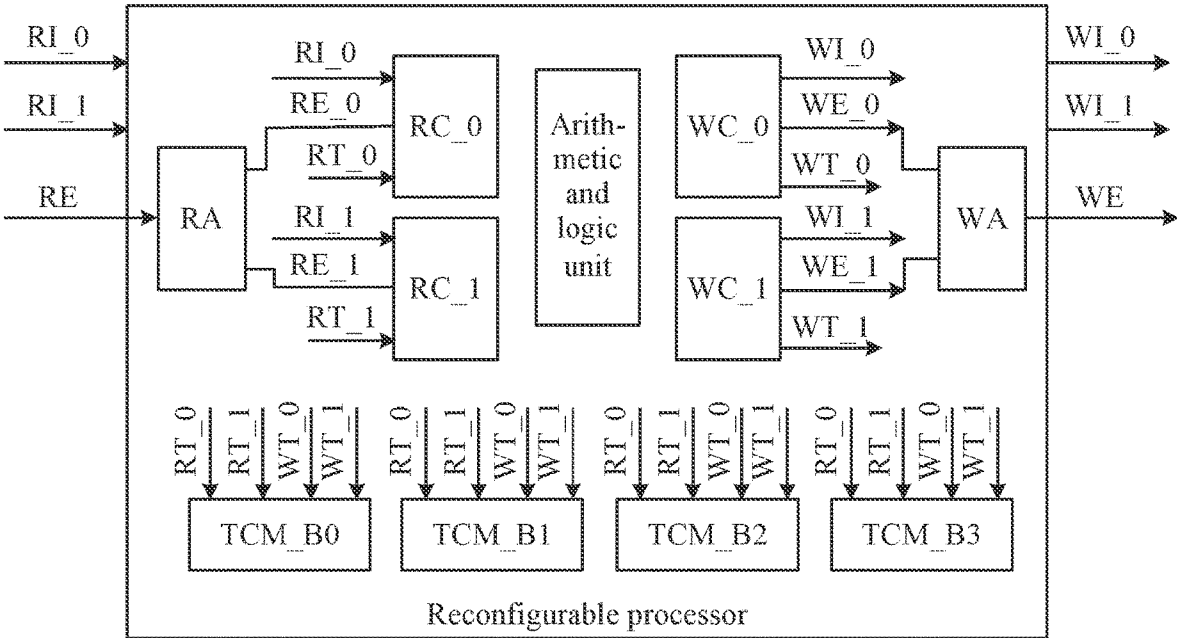 RI_0
RI_1
RE
RA
RI_0
RE_0
RT_0
RC_0
RI_1
RE_1
RT_1
RC_1
Arith-
metic
and
logic
unit
WC_0
WI_0
WE_0
WT_0
WC_1
WI_1
WE_1
WT_1
WA
WI_0
WI_1
WE
RT_0
RT_1
WT_0
WT_1
TCM_B0
RT_0
RT_1
WT_0
WT_1
TCM_B1
RT_0
RT_1
WT_0
WT_1
TCM_B2
RT_0
RT_1
WT_0
WT_1
TCM_B3
Reconfigurable processor